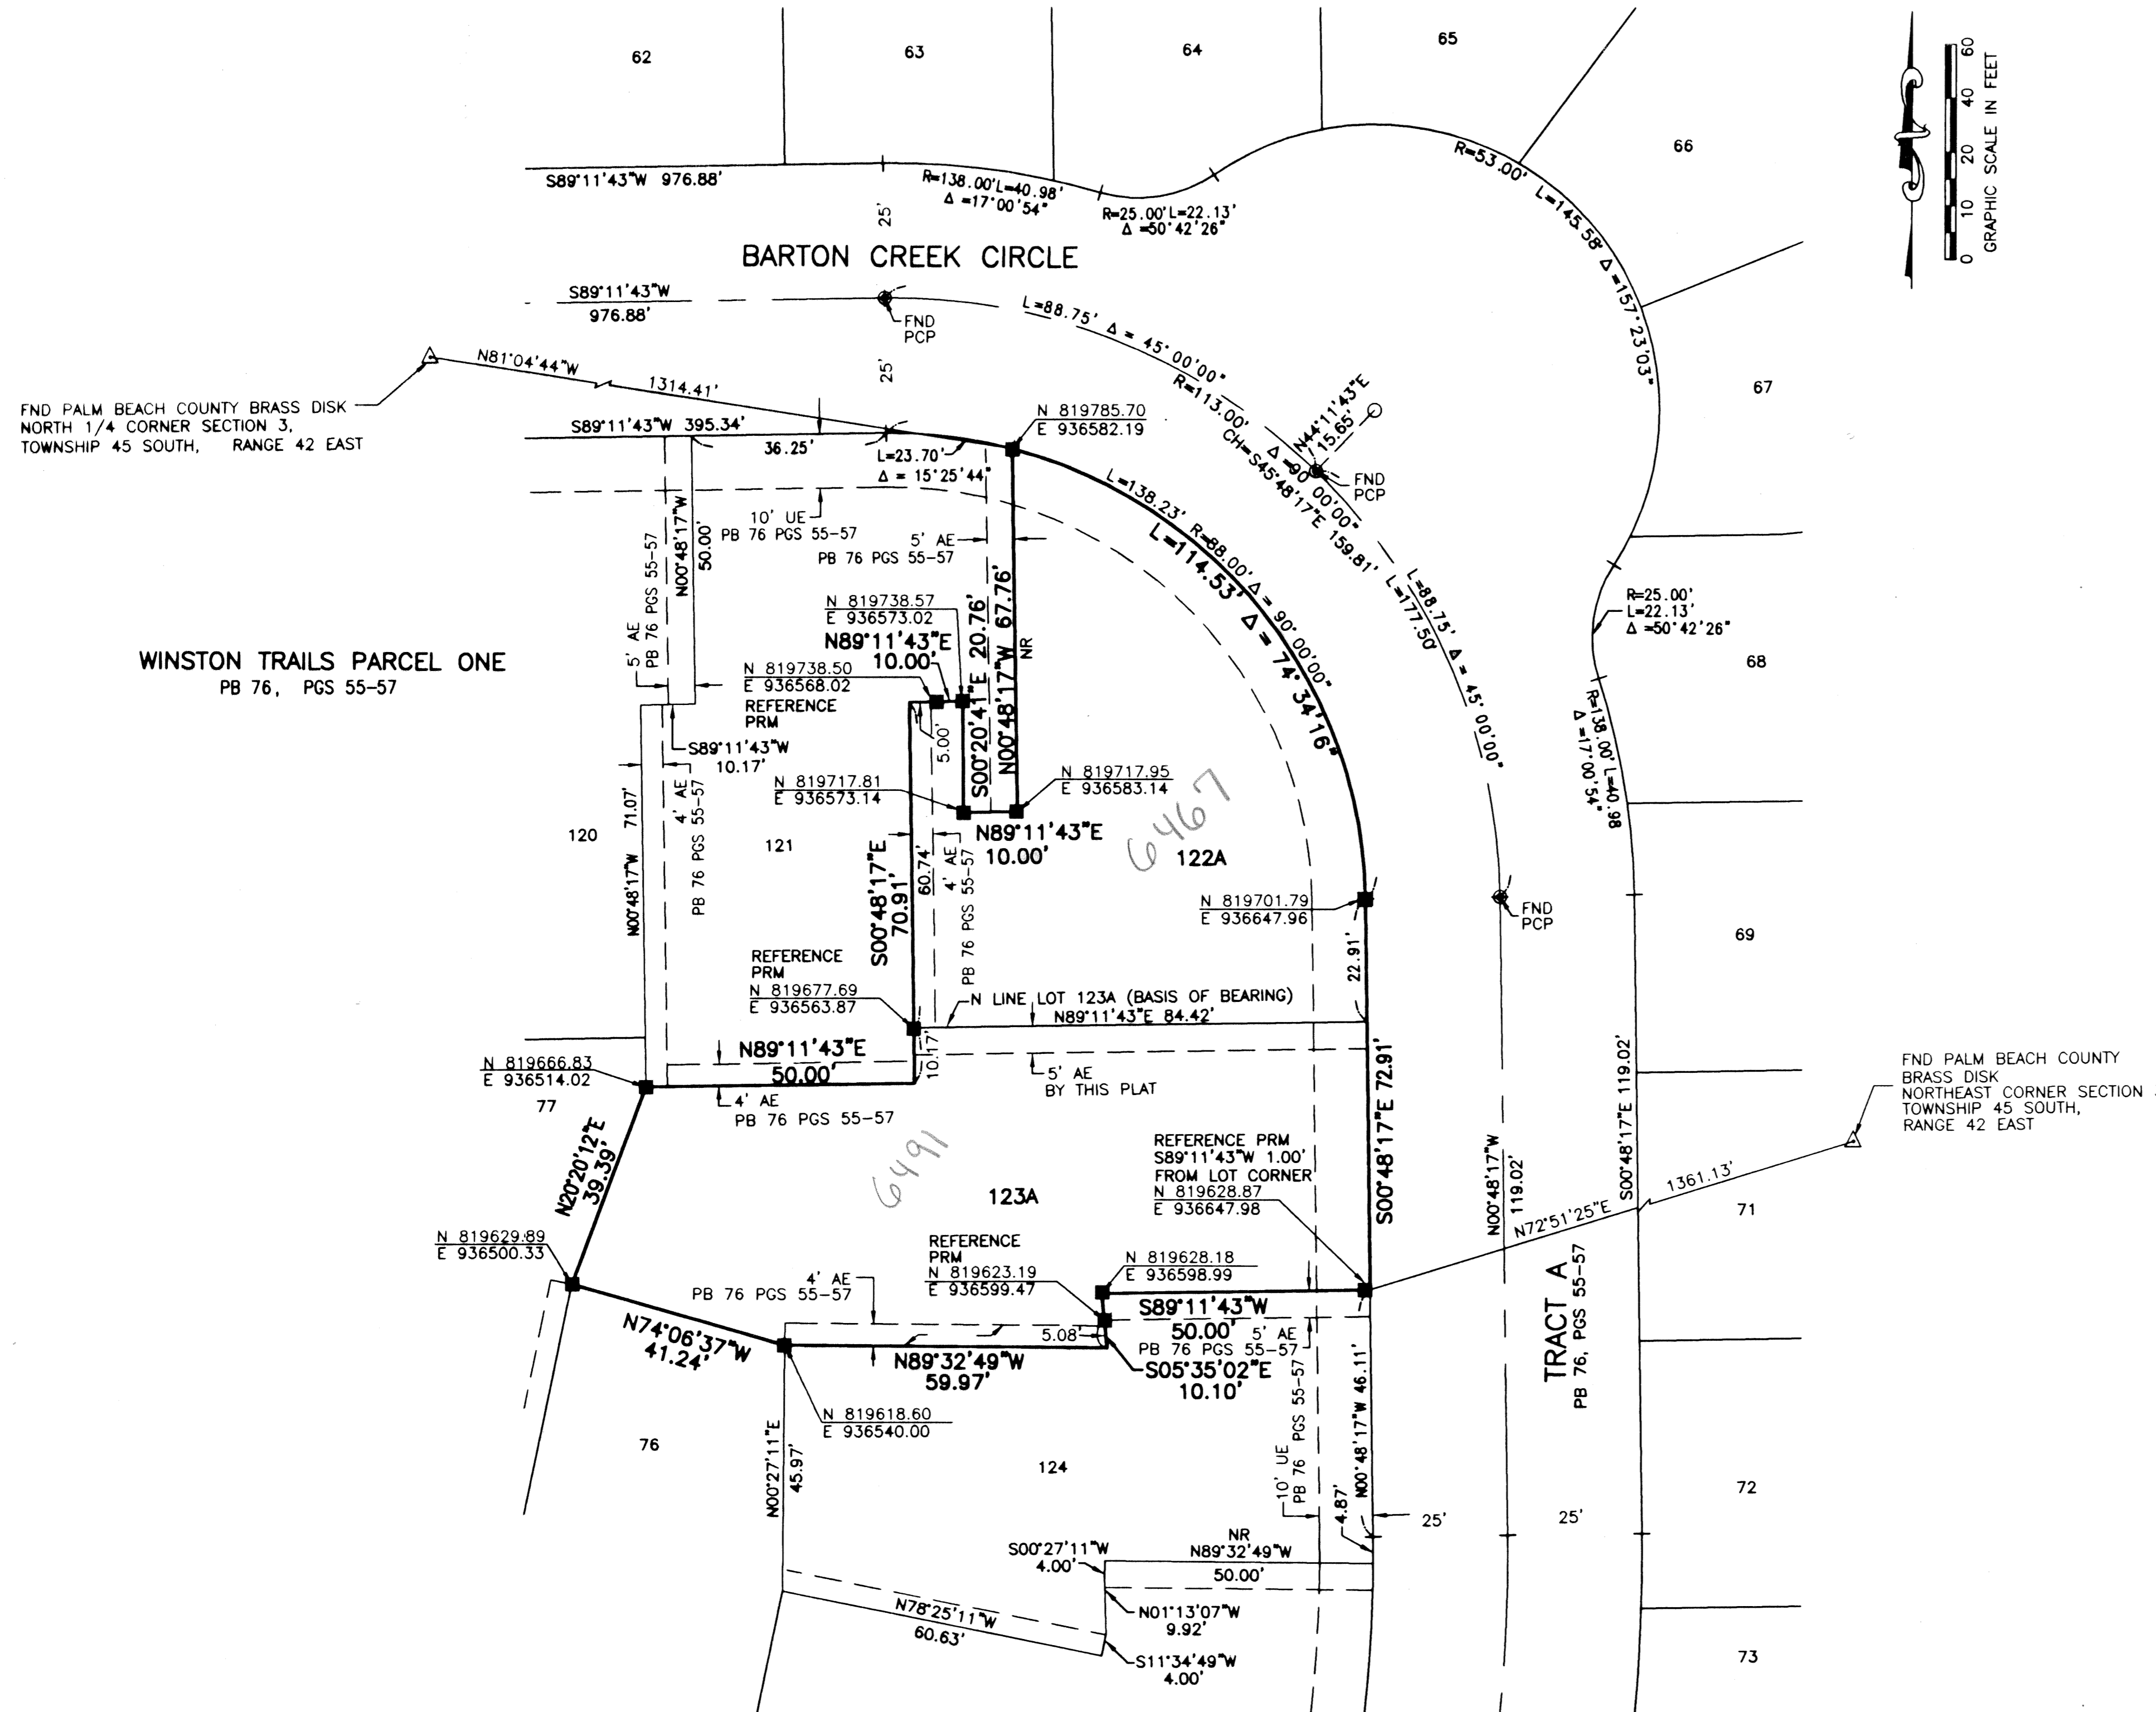 62
63
64
65
66
67
68
69
71
72
73
60
40
20
10
0
GRAPHIC SCALE IN FEET
S89°11'43"W 976.88'
R=138.00' L=40.98'
Δ =17°00'54"
R=25.00' L=22.13'
Δ =50°42'26"
R=53.00' L=145.58' Δ =157°23'03"
25'
BARTON CREEK CIRCLE
S89°11'43"W
976.88'
FND
PCP
L=88.75' Δ = 45°00'00"
R=113.00' Δ =90°00'00"
CH=S45°48'17"E 159.81' L=177.50'
N44°11'43"E
15.65'
FND
PCP
L=88.75' Δ = 45°00'00"
25'
N81°04'44"W
1314.41'
FND PALM BEACH COUNTY BRASS DISK
NORTH 1/4 CORNER SECTION 3,
TOWNSHIP 45 SOUTH, RANGE 42 EAST
S89°11'43"W 395.34'
36.25'
L=23.70'
Δ = 15°25'44"
N 819785.70
E 936582.19
L=138.23' R=88.00' Δ = 90°00'00"
L=114.53' Δ = 74°34'16"
10' UE
PB 76 PGS 55-57
5' AE
PB 76 PGS 55-57
N00°48'17"W
50.00'
5' AE
PB 76 PGS 55-57
WINSTON TRAILS PARCEL ONE
PB 76, PGS 55-57
N 819738.57
E 936573.02
N89°11'43"E
10.00'
N 819738.50
E 936568.02
REFERENCE
PRM
S00°20'41"E 20.76'
N00°48'17"W 67.76'
NR
5.00'
S89°11'43"W
10.17'
N 819717.81
E 936573.14
N 819717.95
E 936583.14
N89°11'43"E
10.00'
R=25.00'
L=22.13'
Δ =50°42'26"
R=138.00' L=40.98
Δ =17°00'54"
120
N00°48'17"W 71.07'
4' AE
PB 76 PGS 55-57
121
S00°48'17"E
70.91'
60.74'
4' AE
PB 76 PGS 55-57
6467
122A
N 819701.79
E 936647.96
22.91'
FND
PCP
REFERENCE
PRM
N 819677.69
E 936563.87
N LINE LOT 123A (BASIS OF BEARING)
N89°11'43"E 84.42'
10.17'
5' AE
BY THIS PLAT
N89°11'43"E
50.00'
N 819666.83
E 936514.02
77
4' AE
PB 76 PGS 55-57
N20°20'12"E
39.39'
6491
123A
S00°48'17"E 72.91'
REFERENCE PRM
S89°11'43"W 1.00'
FROM LOT CORNER
N 819628.87
E 936647.98
N00°48'17"W
119.02'
S00°48'17"E 119.02'
N72°51'25"E
1361.13'
FND PALM BEACH COUNTY
BRASS DISK
NORTHEAST CORNER SECTION
TOWNSHIP 45 SOUTH,
RANGE 42 EAST
N 819629.89
E 936500.33
REFERENCE
PRM
N 819623.19
E 936599.47
N 819628.18
E 936598.99
4' AE
PB 76 PGS 55-57
S89°11'43"W
50.00'
5' AE
PB 76 PGS 55-57
5.08'
N74°06'37"W
41.24'
N89°32'49"W
59.97'
S05°35'02"E
10.10'
TRACT A
PB 76, PGS 55-57
N 819618.60
E 936540.00
76
N00°27'11"E
45.97'
124
10' UE
PB 76 PGS 55-57
N00°48'17"W 46.11'
4.87'
25'
25'
NR
N89°32'49"W
50.00'
S00°27'11"W
4.00'
N01°13'07"W
9.92'
N78°25'11"W
60.63'
S11°34'49"W
4.00'